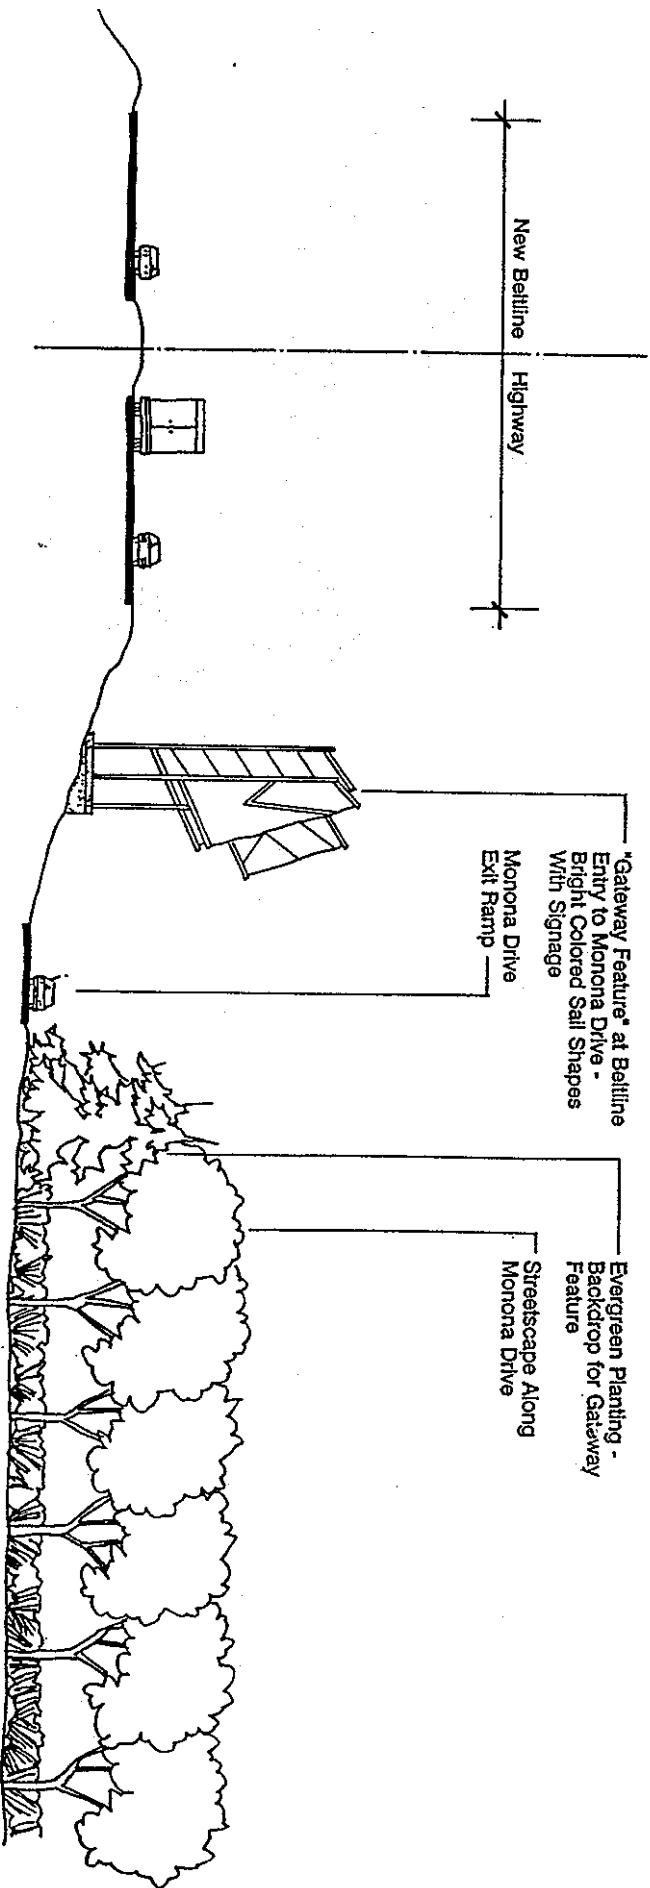 New Beltline Highway
"Gateway Feature" at Beltline
Entry to Monona Drive -
Bright Colored Sail Shapes
With Signage
Monona Drive
Exit Ramp
Evergreen Planting -
Backdrop for Gateway
Feature
Streetscape Along
Monona Drive